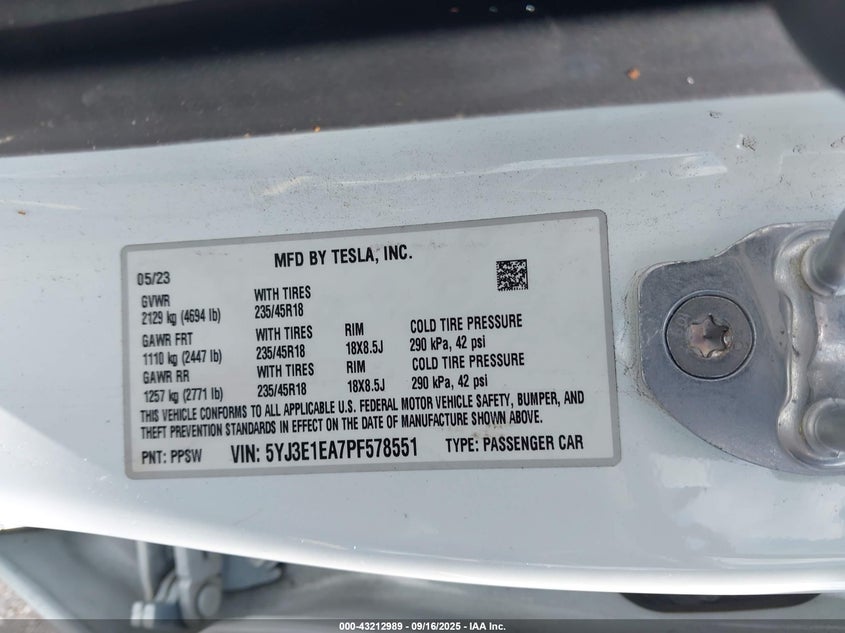 MFD BY TESLA, INC.
05/23
GVWR WITH TIRES
2129 kg (4694 lb) 235/45R18
GAWR FRT WITH TIRES RIM COLD TIRE PRESSURE
1110 kg (2447 lb) 235/45R18 18X8.5J 290 kPa, 42 psi
GAWR RR WITH TIRES RIM COLD TIRE PRESSURE
1257 kg (2771 lb) 235/45R18 18X8.5J 290 kPa, 42 psi
THIS VEHICLE CONFORMS TO ALL APPLICABLE U.S. FEDERAL MOTOR VEHICLE SAFETY, BUMPER, AND
THEFT PREVENTION STANDARDS IN EFFECT ON THE DATE OF MANUFACTURE SHOWN ABOVE.
PNT: PPSW VIN: 5YJ3E1EA7PF578551 TYPE: PASSENGER CAR
000-43212989 - 09/16/2025 - IAA Inc.